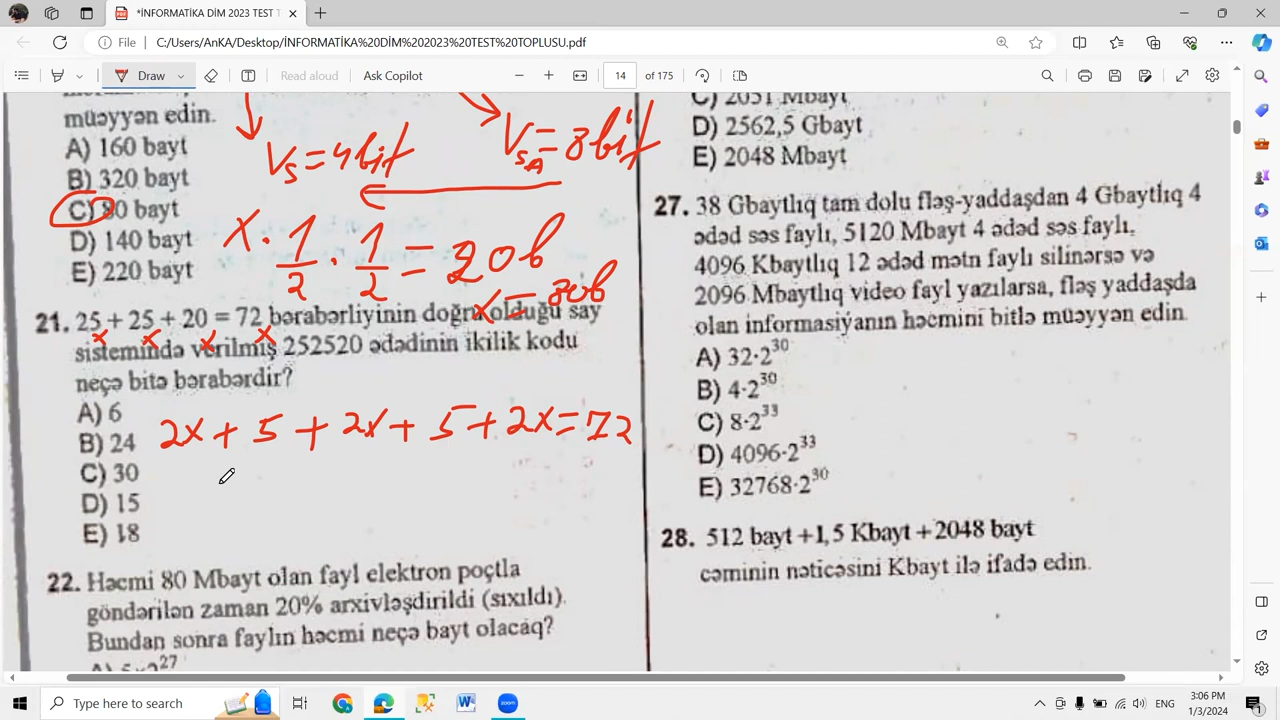 *İNFORMATİKA DİM 2023 TEST T
File
C:/Users/AnKA/Desktop/İNFORMATİKA%20DİM%202023%20TEST%20TOPLUSU.pdf
Draw
Read aloud
Ask Copilot
14
of 175
müəyyən edin.
A) 160 bayt
B) 320 bayt
C) 80 bayt
D) 140 bayt
E) 220 bayt
Vs = 4bit
VsA = 8bit
x · 1/2 · 1/2 = 20b
x = 80b
21. 25 + 25 + 20 = 72 bərabərliyinin doğru olduğu say
x x x x
sistemində verilmiş 252520 ədədinin ikilik kodu
neçə bitə bərabərdir?
A) 6
B) 24
C) 30
D) 15
E) 18
2x + 5 + 2x + 5 + 2x = 72
22. Həcmi 80 Mbayt olan fayl elektron poçtla
göndərilən zaman 20% arxivləşdirildi (sıxıldı).
Bundan sonra faylın həcmi neçə bayt olacaq?
C) 2051 Mbayt
D) 2562,5 Gbayt
E) 2048 Mbayt
27. 38 Gbaytlıq tam dolu fləş-yaddaşdan 4 Gbaytlıq 4
ədəd səs faylı, 5120 Mbayt 4 ədəd səs faylı,
4096 Kbaytlıq 12 ədəd mətn faylı silinərsə və
2096 Mbaytlıq video fayl yazılarsa, fləş yaddaşda
olan informasiyanın həcmini bitlə müəyyən edin.
A) 32·2³⁰
B) 4·2³⁰
C) 8·2³³
D) 4096·2³³
E) 32768·2³⁰
28. 512 bayt +1,5 Kbayt + 2048 bayt
cəminin nəticəsini Kbayt ilə ifadə edin.
Type here to search
ENG
3:06 PM
1/3/2024